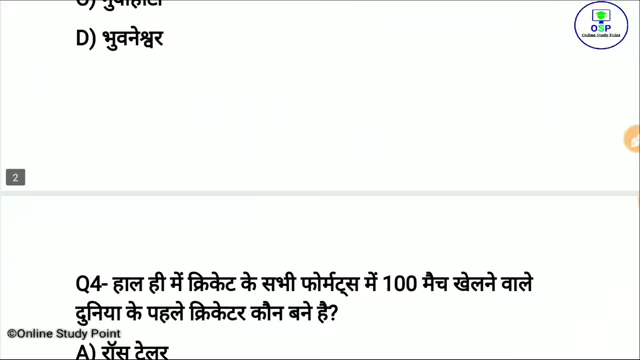 C) गुवाहाटी
D) भुवनेश्वर
OSP
Online Study Point
2
Q4- हाल ही में क्रिकेट के सभी फोर्मट्स में 100 मैच खेलने वाले
दुनिया के पहले क्रिकेटर कौन बने है?
©Online Study Point
A) रॉस टेलर